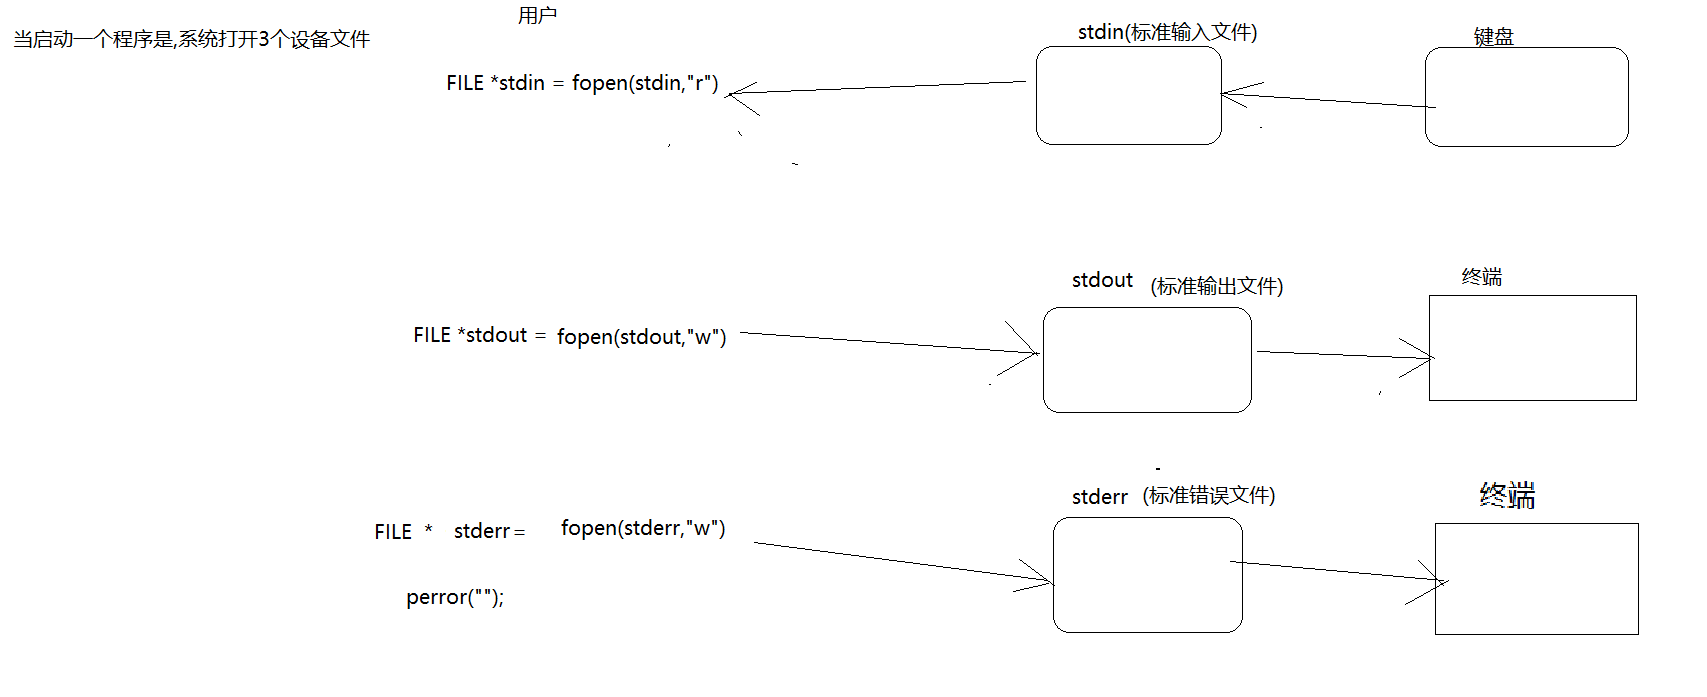 用户
当启动一个程序是,系统打开3个设备文件
stdin(标准输入文件)
键盘
FILE *stdin = fopen(stdin,"r")
stdout (标准输出文件)
终端
FILE *stdout = fopen(stdout,"w")
stderr (标准错误文件)
终端
FILE * stderr = fopen(stderr,"w")
perror("");